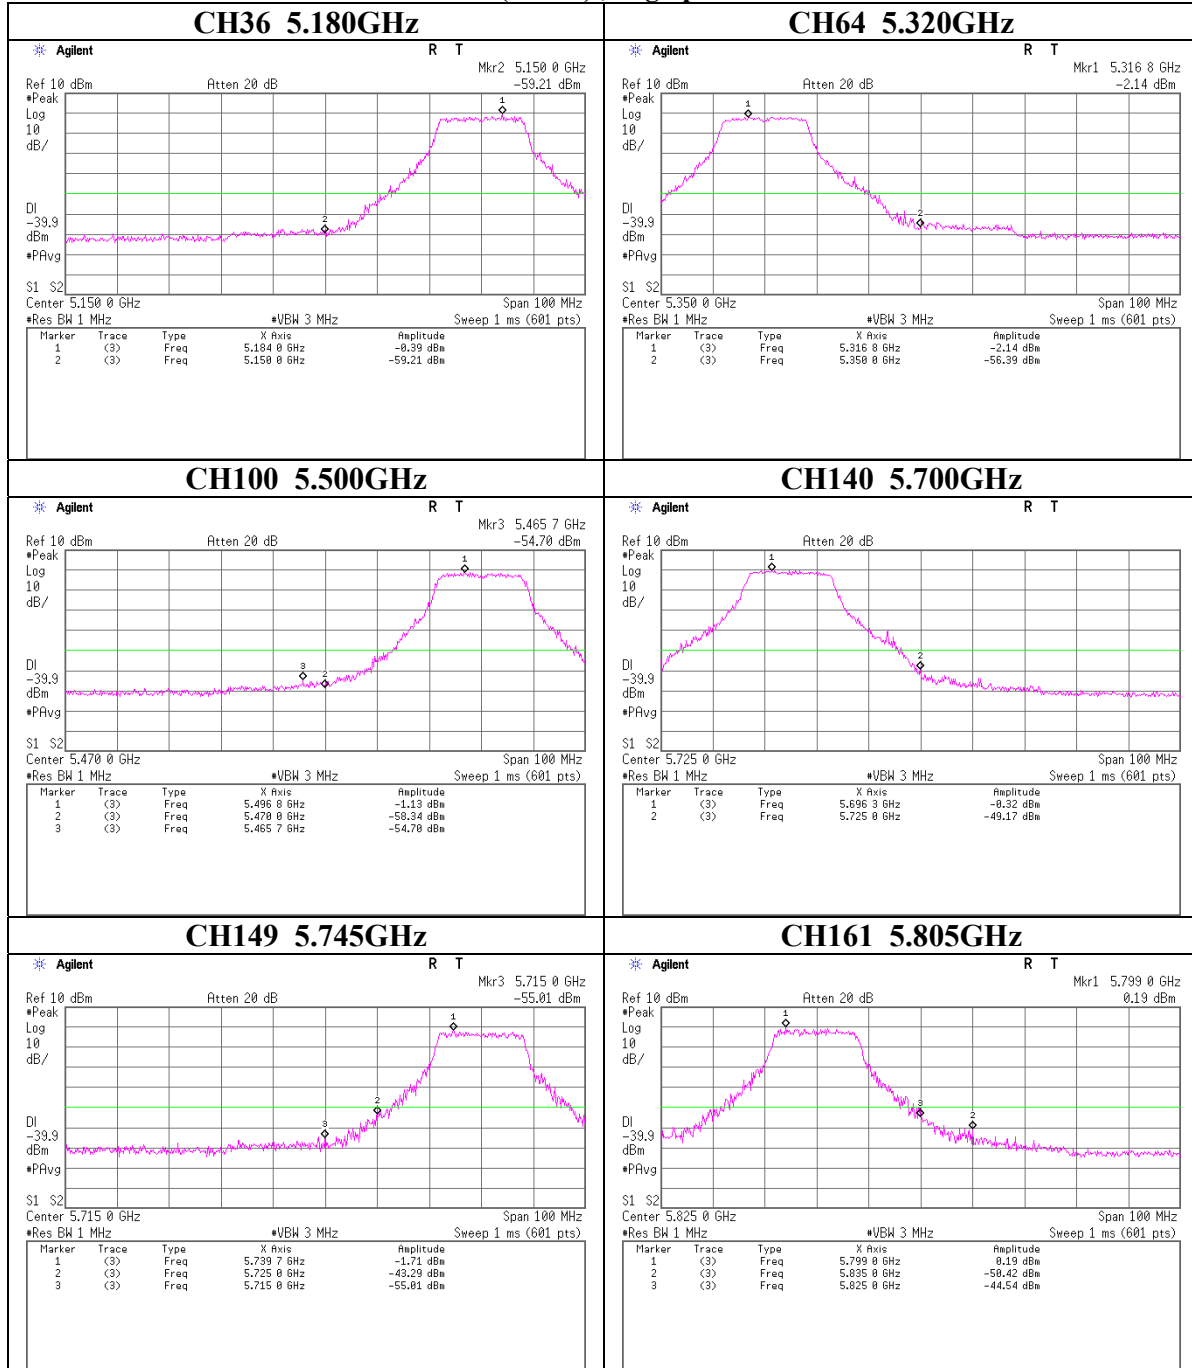 CH36 5.180GHz
Agilent R T
Mkr2 5.150 0 GHz
Ref 10 dBm Atten 20 dB -59.21 dBm
#Peak
Log
10
dB/
1
2
DI
-39.9
dBm
#PAvg
S1 S2
Center 5.150 0 GHz Span 100 MHz
#Res BW 1 MHz #VBW 3 MHz Sweep 1 ms (601 pts)
Marker Trace Type X Axis Amplitude
1 (3) Freq 5.184 0 GHz -0.39 dBm
2 (3) Freq 5.150 0 GHz -59.21 dBm
CH64 5.320GHz
Agilent R T
Mkr1 5.316 8 GHz
Ref 10 dBm Atten 20 dB -2.14 dBm
#Peak
Log
10
dB/
1
2
DI
-39.9
dBm
#PAvg
S1 S2
Center 5.350 0 GHz Span 100 MHz
#Res BW 1 MHz #VBW 3 MHz Sweep 1 ms (601 pts)
Marker Trace Type X Axis Amplitude
1 (3) Freq 5.316 8 GHz -2.14 dBm
2 (3) Freq 5.350 0 GHz -56.39 dBm
CH100 5.500GHz
Agilent R T
Mkr3 5.465 7 GHz
Ref 10 dBm Atten 20 dB -54.70 dBm
#Peak
Log
10
dB/
1
3
2
DI
-39.9
dBm
#PAvg
S1 S2
Center 5.470 0 GHz Span 100 MHz
#Res BW 1 MHz #VBW 3 MHz Sweep 1 ms (601 pts)
Marker Trace Type X Axis Amplitude
1 (3) Freq 5.496 8 GHz -1.13 dBm
2 (3) Freq 5.470 0 GHz -58.34 dBm
3 (3) Freq 5.465 7 GHz -54.70 dBm
CH140 5.700GHz
Agilent R T
Ref 10 dBm Atten 20 dB
#Peak
Log
10
dB/
1
2
DI
-39.9
dBm
#PAvg
S1 S2
Center 5.725 0 GHz Span 100 MHz
#Res BW 1 MHz #VBW 3 MHz Sweep 1 ms (601 pts)
Marker Trace Type X Axis Amplitude
1 (3) Freq 5.696 3 GHz -0.32 dBm
2 (3) Freq 5.725 0 GHz -49.17 dBm
CH149 5.745GHz
Agilent R T
Mkr3 5.715 0 GHz
Ref 10 dBm Atten 20 dB -55.01 dBm
#Peak
Log
10
dB/
1
2
3
DI
-39.9
dBm
#PAvg
S1 S2
Center 5.715 0 GHz Span 100 MHz
#Res BW 1 MHz #VBW 3 MHz Sweep 1 ms (601 pts)
Marker Trace Type X Axis Amplitude
1 (3) Freq 5.739 7 GHz -1.71 dBm
2 (3) Freq 5.725 0 GHz -43.29 dBm
3 (3) Freq 5.715 0 GHz -55.01 dBm
CH161 5.805GHz
Agilent R T
Mkr1 5.799 0 GHz
Ref 10 dBm Atten 20 dB 0.19 dBm
#Peak
Log
10
dB/
1
3
2
DI
-39.9
dBm
#PAvg
S1 S2
Center 5.825 0 GHz Span 100 MHz
#Res BW 1 MHz #VBW 3 MHz Sweep 1 ms (601 pts)
Marker Trace Type X Axis Amplitude
1 (3) Freq 5.799 0 GHz 0.19 dBm
2 (3) Freq 5.835 0 GHz -50.42 dBm
3 (3) Freq 5.825 0 GHz -44.54 dBm